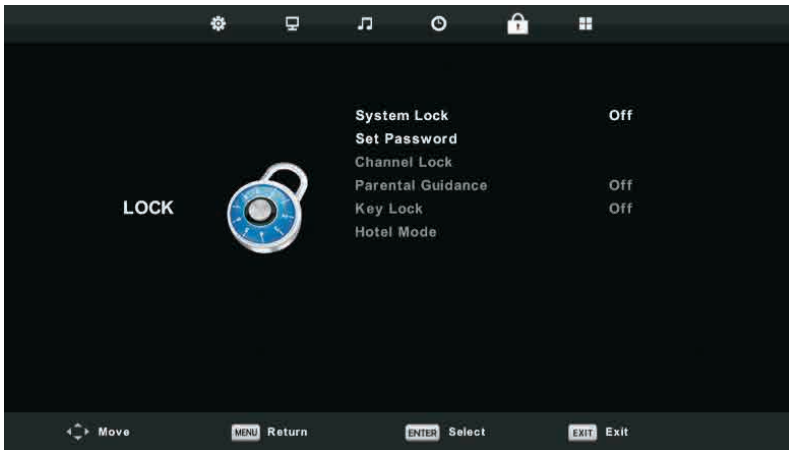 System Lock Off
Set Password
Channel Lock
Parental Guidance Off
LOCK
Key Lock Off
Hotel Mode
Move MENU Return ENTER Select EXIT Exit